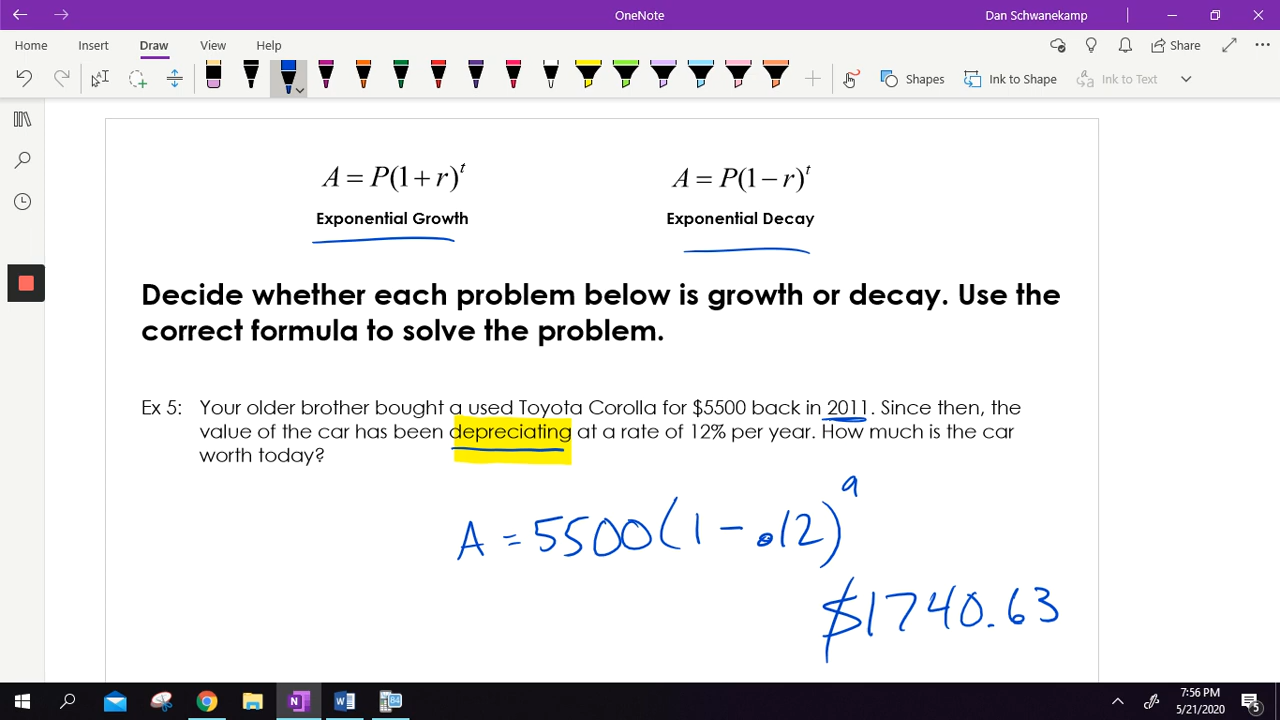 OneNote
Dan Schwanekamp
Home Insert Draw View Help
Share
Shapes
Ink to Shape
Ink to Text
A = P(1 + r)^t
A = P(1 − r)^t
Exponential Growth
Exponential Decay
Decide whether each problem below is growth or decay. Use the
correct formula to solve the problem.
Ex 5: Your older brother bought a used Toyota Corolla for $5500 back in 2011. Since then, the
value of the car has been depreciating at a rate of 12% per year. How much is the car
worth today?
A = 5500(1 - .12)^9
$1740.63
7:56 PM
5/21/2020
5